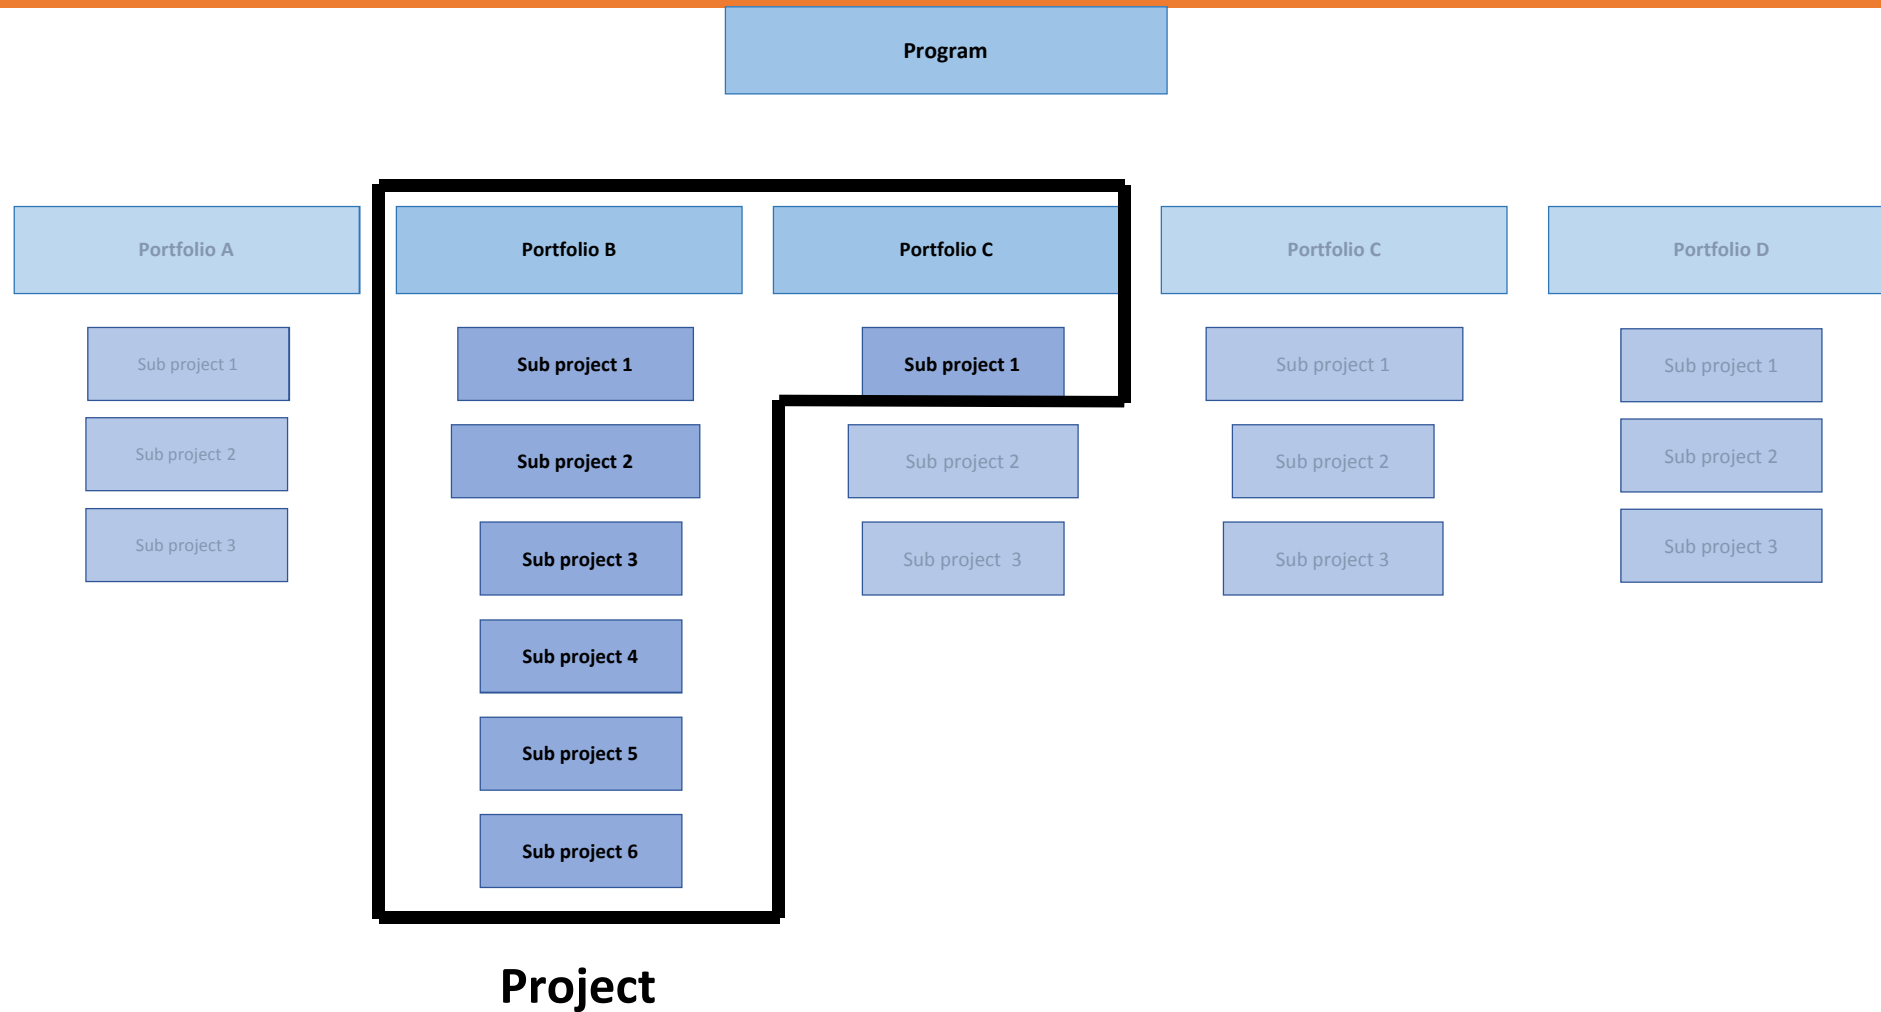 Program
Portfolio A
Portfolio B
Portfolio C
Portfolio C
Portfolio D
Sub project 1
Sub project 2
Sub project 3
Sub project 1
Sub project 2
Sub project 3
Sub project 4
Sub project 5
Sub project 6
Sub project 1
Sub project 2
Sub project 3
Sub project 1
Sub project 2
Sub project 3
Sub project 1
Sub project 2
Sub project 3
Project